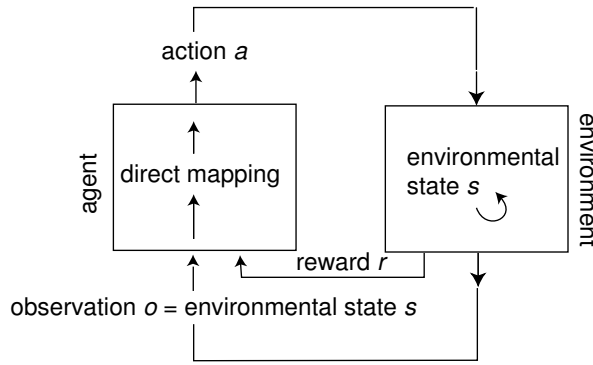 action a
agent
direct mapping
environmental
state s
environment
reward r
observation o = environmental state s